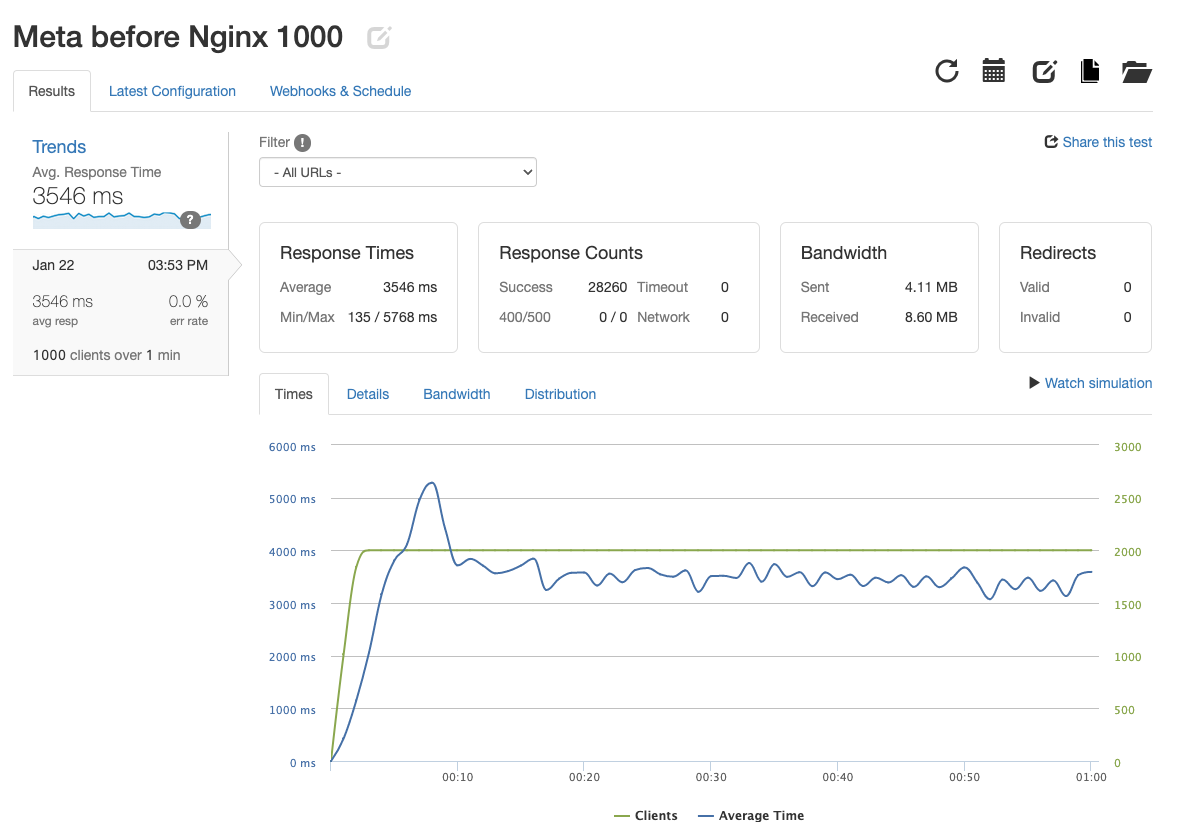 Meta before Nginx 1000
Results Latest Configuration Webhooks & Schedule
Trends
Avg. Response Time
3546 ms
?
Jan 22 03:53 PM
3546 ms 0.0 %
avg resp err rate
1000 clients over 1 min
Filter !
- All URLs -
Share this test
Response Times
Average 3546 ms
Min/Max 135 / 5768 ms
Response Counts
Success 28260 Timeout 0
400/500 0 / 0 Network 0
Bandwidth
Sent 4.11 MB
Received 8.60 MB
Redirects
Valid 0
Invalid 0
Times Details Bandwidth Distribution
Watch simulation
6000 ms 3000
5000 ms 2500
4000 ms 2000
3000 ms 1500
2000 ms 1000
1000 ms 500
0 ms 0
00:10 00:20 00:30 00:40 00:50 01:00
Clients Average Time